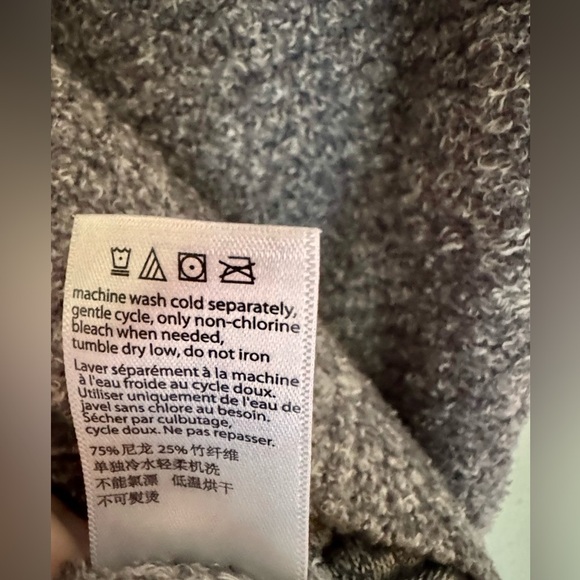 machine wash cold separately,
gentle cycle, only non-chlorine
bleach when needed,
tumble dry low, do not iron
Laver séparément à la machine
à l'eau froide au cycle doux.
Utiliser uniquement de l'eau de
javel sans chlore au besoin.
Sécher par culbutage,
cycle doux. Ne pas repasser.
75% 尼龙 25% 竹纤维
单独冷水轻柔机洗
不能氯漂 低温烘干
不可熨烫